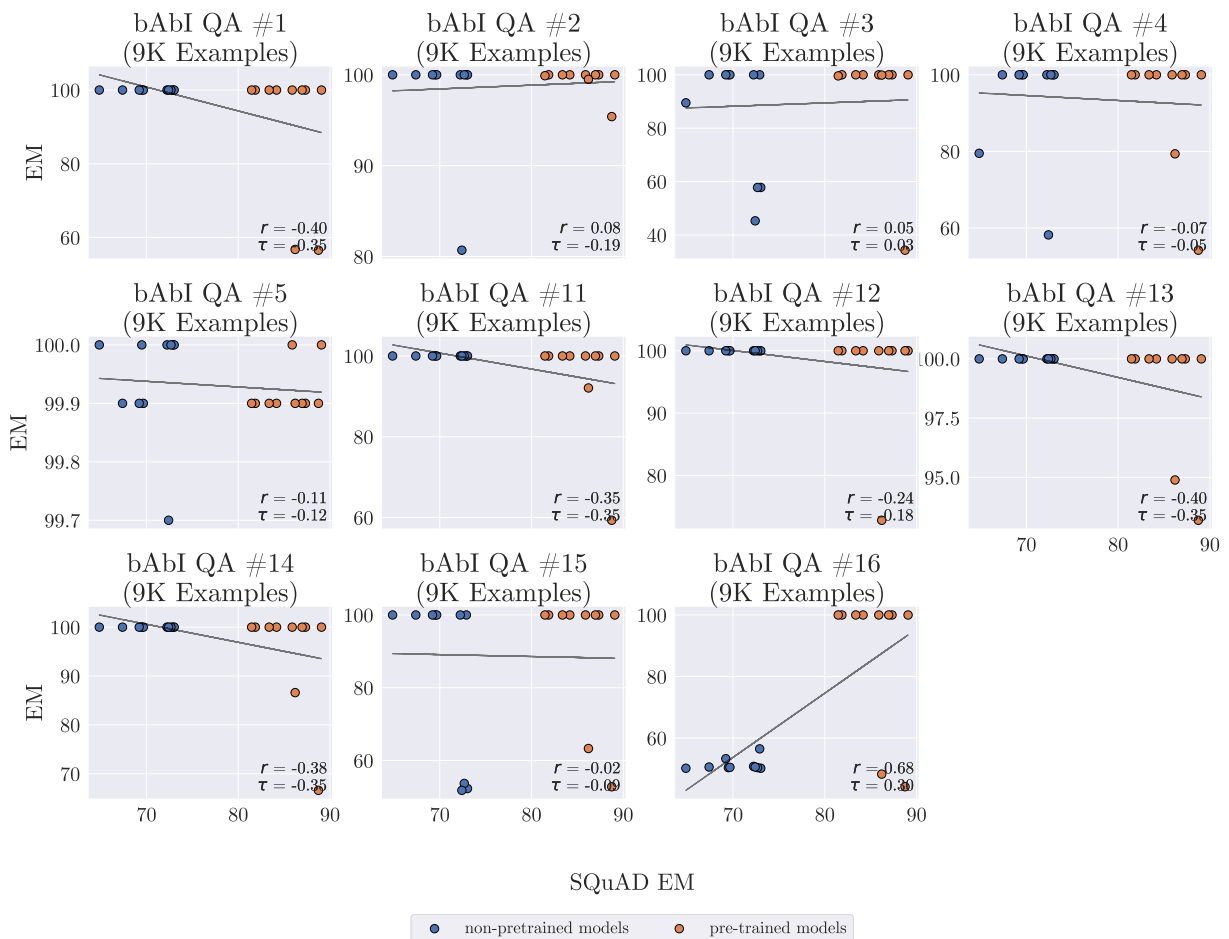 bAbI QA #1
(9K Examples)
bAbI QA #2
(9K Examples)
bAbI QA #3
(9K Examples)
bAbI QA #4
(9K Examples)
EM
100
80
60
r = -0.40
τ = -0.35
100
90
80
r = 0.08
τ = -0.19
100
80
60
40
r = 0.05
τ = 0.03
100
80
60
r = -0.07
τ = -0.05
bAbI QA #5
(9K Examples)
bAbI QA #11
(9K Examples)
bAbI QA #12
(9K Examples)
bAbI QA #13
(9K Examples)
EM
100.0
99.9
99.8
99.7
r = -0.11
τ = -0.12
100
80
60
r = -0.35
τ = -0.35
100
90
80
r = -0.24
τ = -0.18
100.0
97.5
95.0
r = -0.40
τ = -0.35
70
80
90
bAbI QA #14
(9K Examples)
bAbI QA #15
(9K Examples)
bAbI QA #16
(9K Examples)
EM
100
90
80
70
r = -0.38
τ = -0.35
70
80
90
100
80
60
r = -0.02
τ = -0.09
70
80
90
100
80
60
r = 0.68
τ = 0.30
70
80
90
SQuAD EM
non-pretrained models
pre-trained models